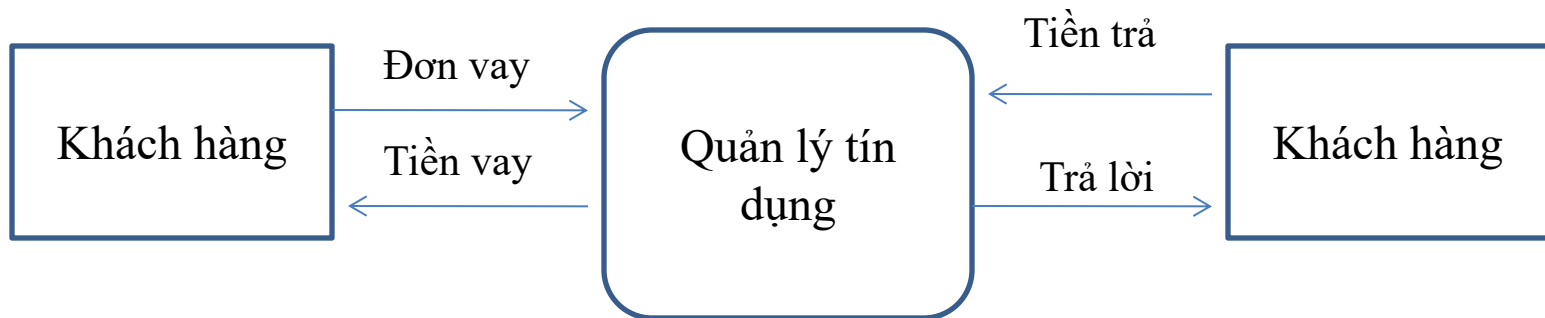 Khách hàng
Đơn vay
Tiền vay
Quản lý tín
dụng
Tiền trả
Trả lời
Khách hàng